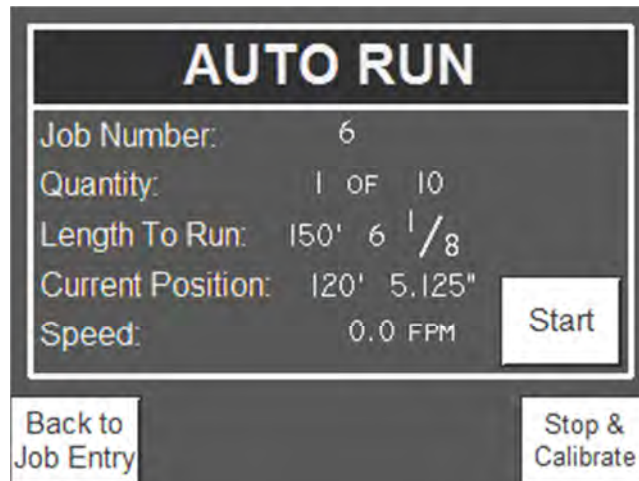 AUTO RUN
Job Number: 6
Quantity: 1 OF 10
Length To Run: 150' 6 1/8
Current Position: 120' 5.125"
Speed: 0.0 FPM
Start
Back to
Job Entry
Stop &
Calibrate